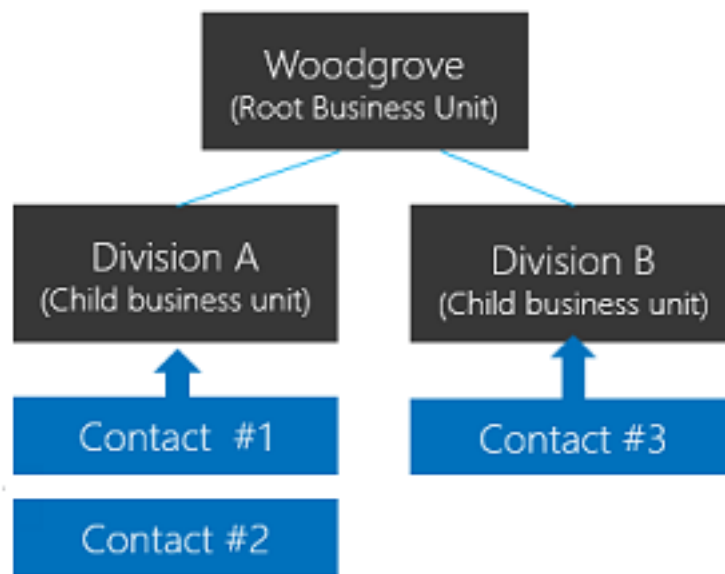 Woodgrove
(Root Business Unit)
Division A
(Child business unit)
Division B
(Child business unit)
Contact #1
Contact #3
Contact #2